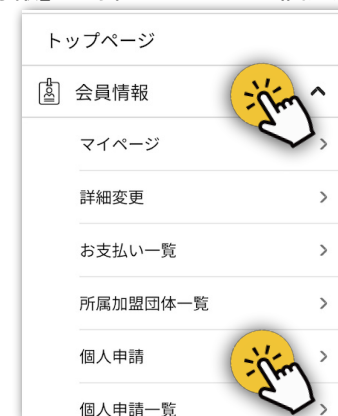 トップページ
会員情報
マイページ
詳細変更
お支払い一覧
所属加盟団体一覧
個人申請
個人申請一覧